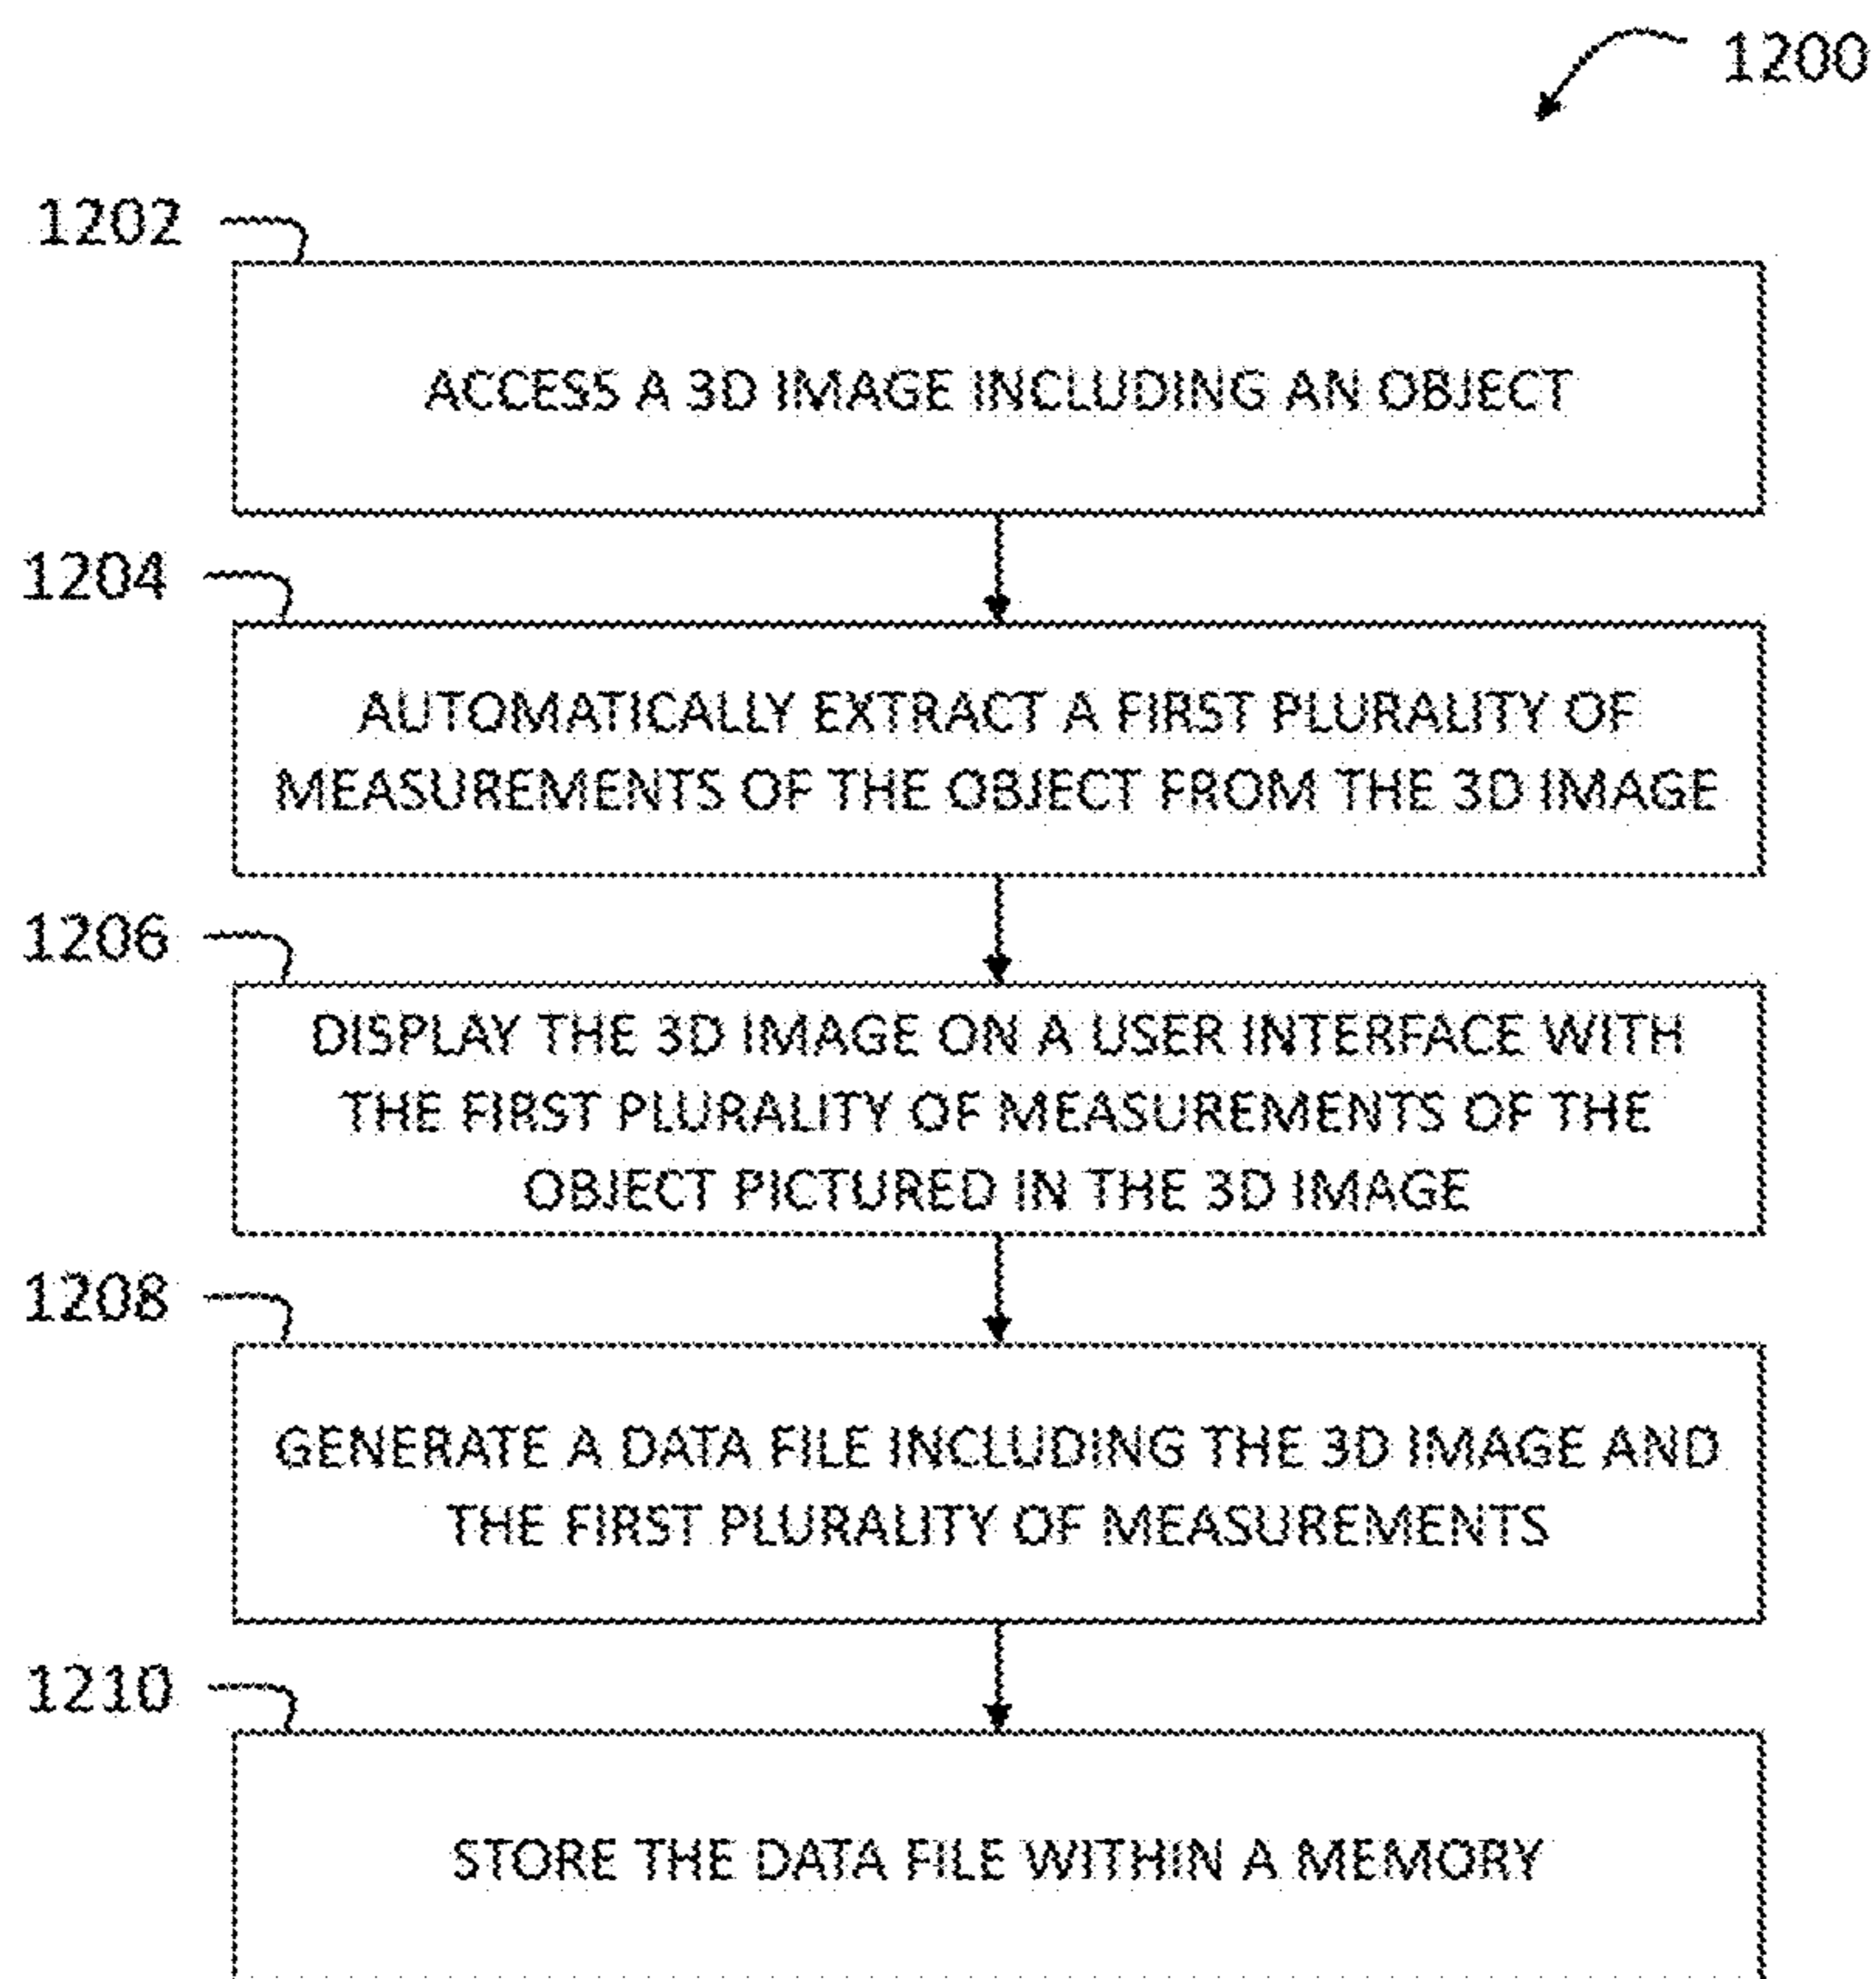 1200
1202
ACCESS A 3D IMAGE INCLUDING AN OBJECT
1204
AUTOMATICALLY EXTRACT A FIRST PLURALITY OF
MEASUREMENTS OF THE OBJECT FROM THE 3D IMAGE
1206
DISPLAY THE 3D IMAGE ON A USER INTERFACE WITH
THE FIRST PLURALITY OF MEASUREMENTS OF THE
OBJECT PICTURED IN THE 3D IMAGE
1208
GENERATE A DATA FILE INCLUDING THE 3D IMAGE AND
THE FIRST PLURALITY OF MEASUREMENTS
1210
STORE THE DATA FILE WITHIN A MEMORY